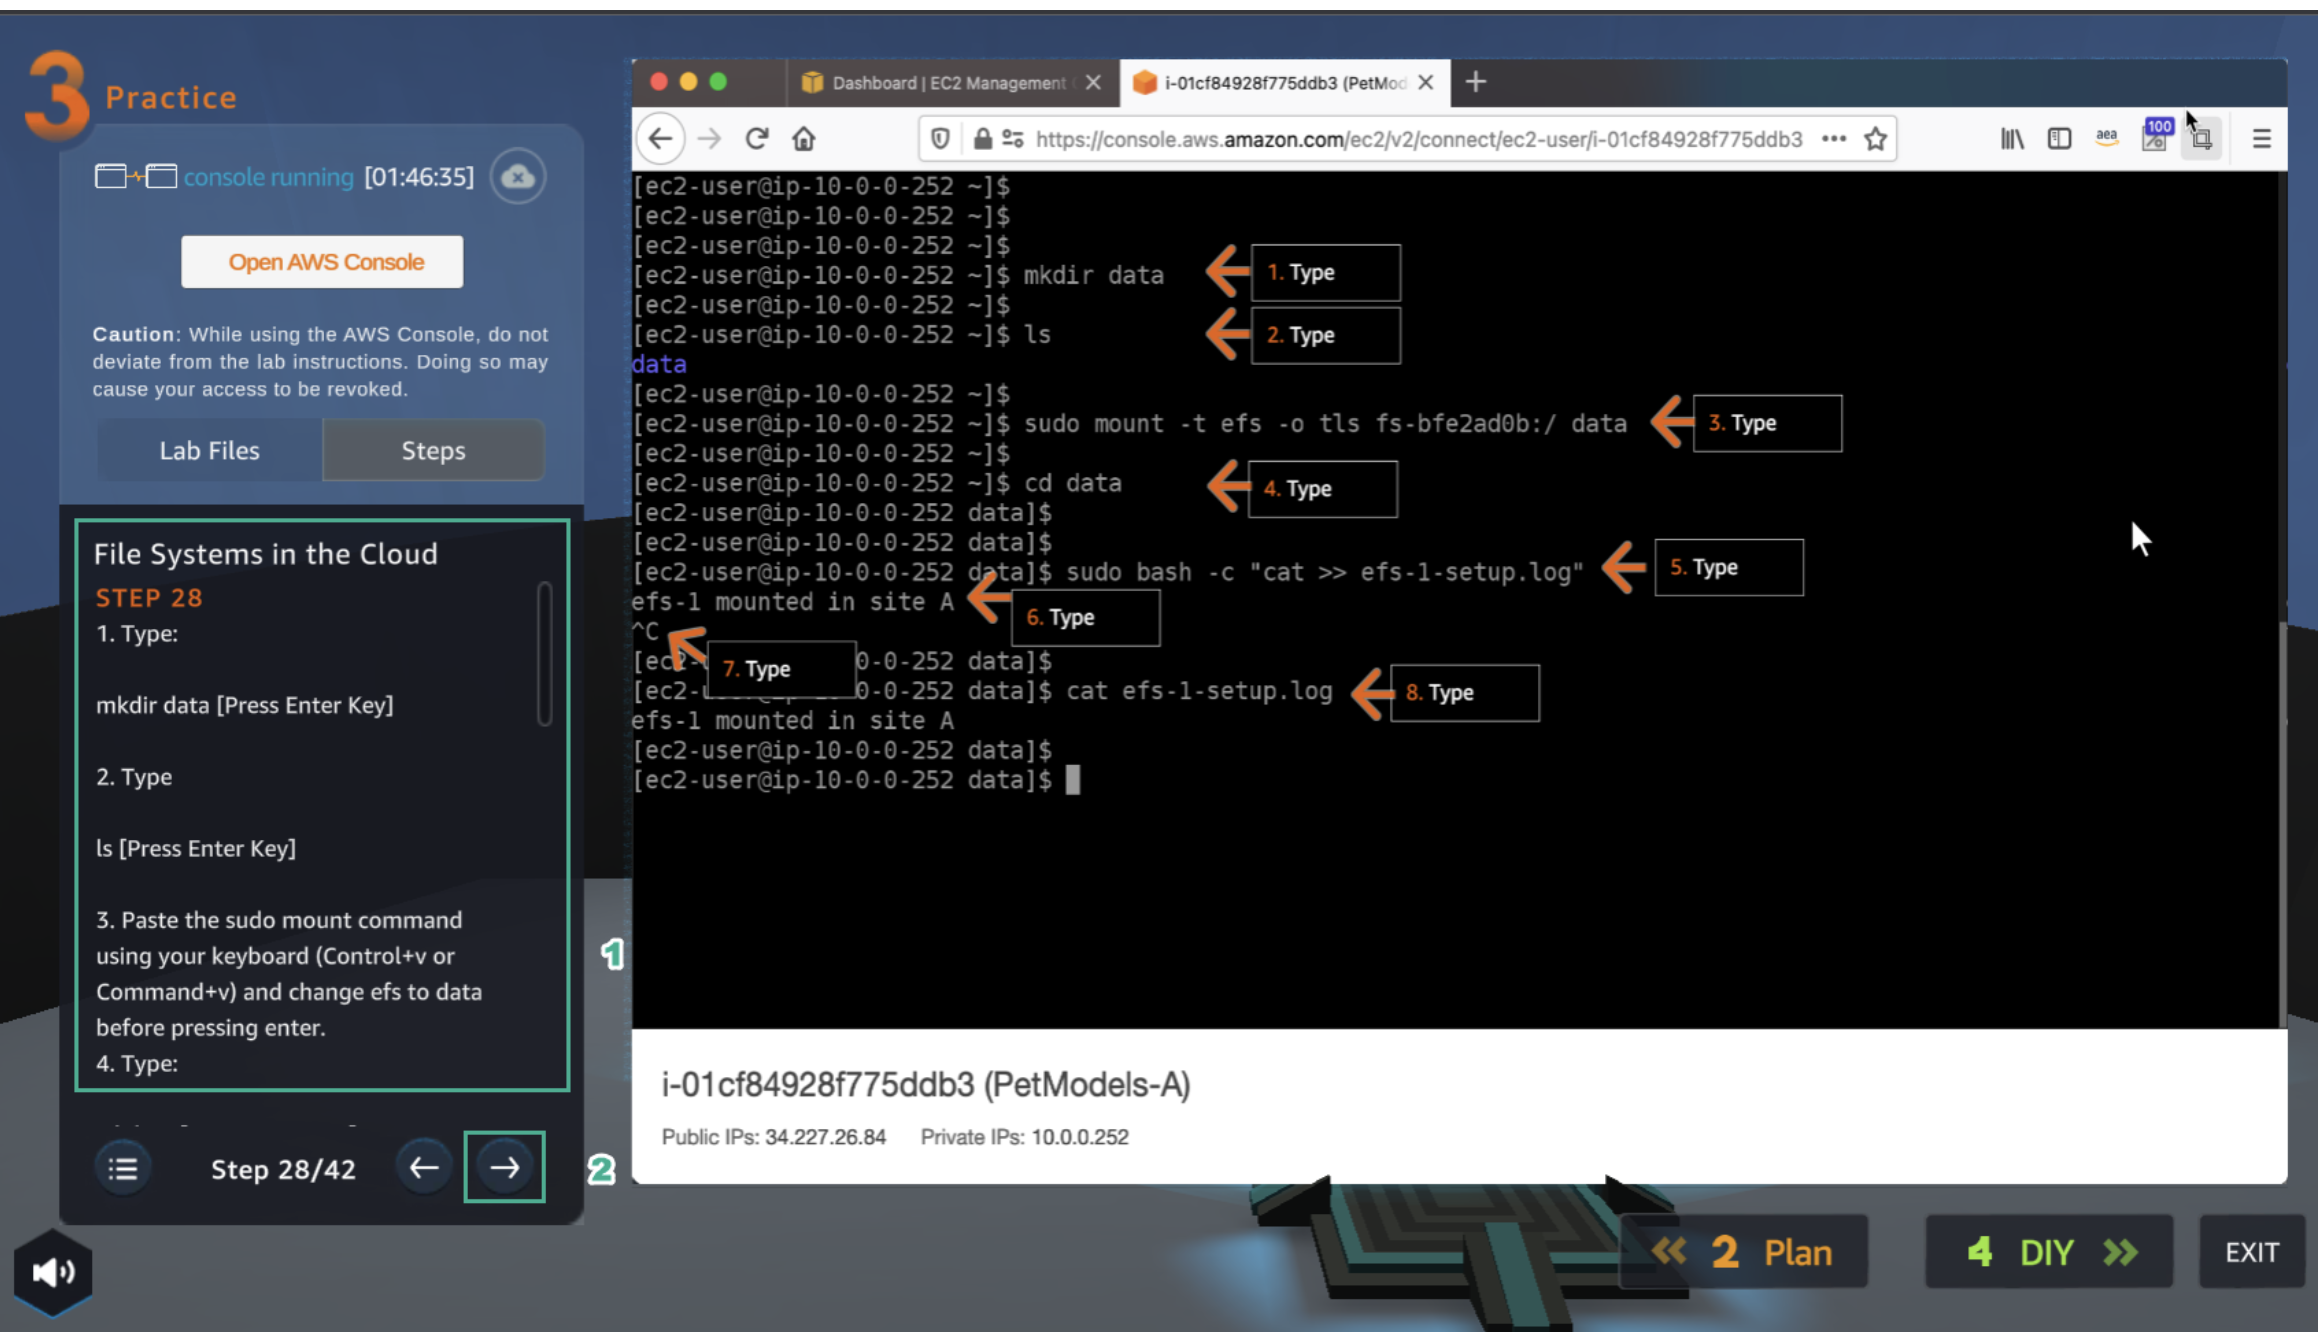 3 Practice
console running [01:46:35]
Open AWS Console
Caution: While using the AWS Console, do not
deviate from the lab instructions. Doing so may
cause your access to be revoked.
Lab Files
Steps
File Systems in the Cloud
STEP 28
1. Type:
mkdir data [Press Enter Key]
2. Type
ls [Press Enter Key]
3. Paste the sudo mount command
using your keyboard (Control+v or
Command+v) and change efs to data
before pressing enter.
4. Type:
Step 28/42
1
2
Dashboard | EC2 Management
i-01cf84928f775ddb3 (PetMod
https://console.aws.amazon.com/ec2/v2/connect/ec2-user/i-01cf84928f775ddb3
aea
100
[ec2-user@ip-10-0-0-252 ~]$
[ec2-user@ip-10-0-0-252 ~]$
[ec2-user@ip-10-0-0-252 ~]$
[ec2-user@ip-10-0-0-252 ~]$ mkdir data
1. Type
[ec2-user@ip-10-0-0-252 ~]$
[ec2-user@ip-10-0-0-252 ~]$ ls
2. Type
data
[ec2-user@ip-10-0-0-252 ~]$
[ec2-user@ip-10-0-0-252 ~]$ sudo mount -t efs -o tls fs-bfe2ad0b:/ data
3. Type
[ec2-user@ip-10-0-0-252 ~]$
[ec2-user@ip-10-0-0-252 ~]$ cd data
4. Type
[ec2-user@ip-10-0-0-252 data]$
[ec2-user@ip-10-0-0-252 data]$
[ec2-user@ip-10-0-0-252 data]$ sudo bash -c "cat >> efs-1-setup.log"
5. Type
efs-1 mounted in site A
6. Type
^C
7. Type
0-0-252 data]$
0-0-252 data]$ cat efs-1-setup.log
8. Type
efs-1 mounted in site A
[ec2-user@ip-10-0-0-252 data]$
[ec2-user@ip-10-0-0-252 data]$
i-01cf84928f775ddb3 (PetModels-A)
Public IPs: 34.227.26.84 Private IPs: 10.0.0.252
2 Plan
4 DIY
EXIT